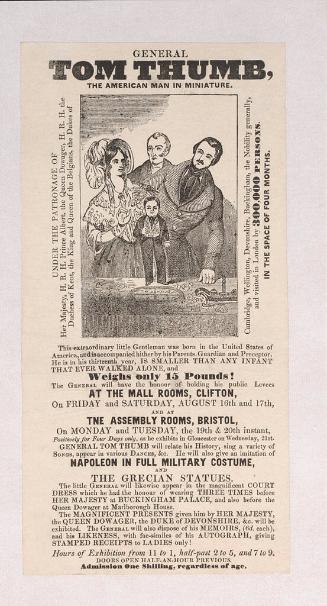 GENERAL
TOM THUMB,
THE AMERICAN MAN IN MINIATURE.
UNDER THE PATRONAGE OF
Her Majesty, H. R. H. Prince Albert, the Queen Dowager, H. R. H. the
Duchess of Kent, the King and Queen of the Belgians, the Dukes of
Cambridge, Wellington, Devonshire, Buckingham, the Nobility generally,
and visited in London by 300,000 PERSONS
IN THE SPACE OF FOUR MONTHS.
This extraordinary little Gentleman was born in the United States of
America, and is accompanied hither by his Parents, Guardian and Preceptor.
He is in his thirteenth year, IS SMALLER THAN ANY INFANT
THAT EVER WALKED ALONE, and
Weighs only 15 Pounds!
The GENERAL will have the honour of holding his public Levees
AT THE MALL ROOMS, CLIFTON,
On FRIDAY and SATURDAY, AUGUST 16th and 17th,
AND AT
THE ASSEMBLY ROOMS, BRISTOL,
On MONDAY and TUESDAY, the 19th & 20th instant,
Positively for Four Days only, as he exhibits in Gloucester on Wednesday, 21st.
GENERAL TOM THUMB will relate his History, sing a variety of
SONGS, appear in various DANCES, &c. He will also give an imitation of
NAPOLEON IN FULL MILITARY COSTUME,
AND
THE GRECIAN STATUES.
The little GENERAL will likewise appear in the magnificent COURT
DRESS which he had the honour of wearing THREE TIMES before
HER MAJESTY at BUCKINGHAM PALACE, and also before the
Queen Dowager at Marlborough House.
The MAGNIFICENT PRESENTS given him by HER MAJESTY,
the QUEEN DOWAGER, the DUKE of DEVONSHIRE, &c. will be
exhibited. The GENERAL will also dispose of his MEMOIRS, (6d. each),
and his LIKENESS, with fac-similes of his AUTOGRAPH, giving
STAMPED RECEIPTS to LADIES only!
Hours of Exhibition from 11 to 1, half-past 2 to 5, and 7 to 9.
DOORS OPEN HALF-AN-HOUR PREVIOUS.
Admission One Shilling, regardless of age.